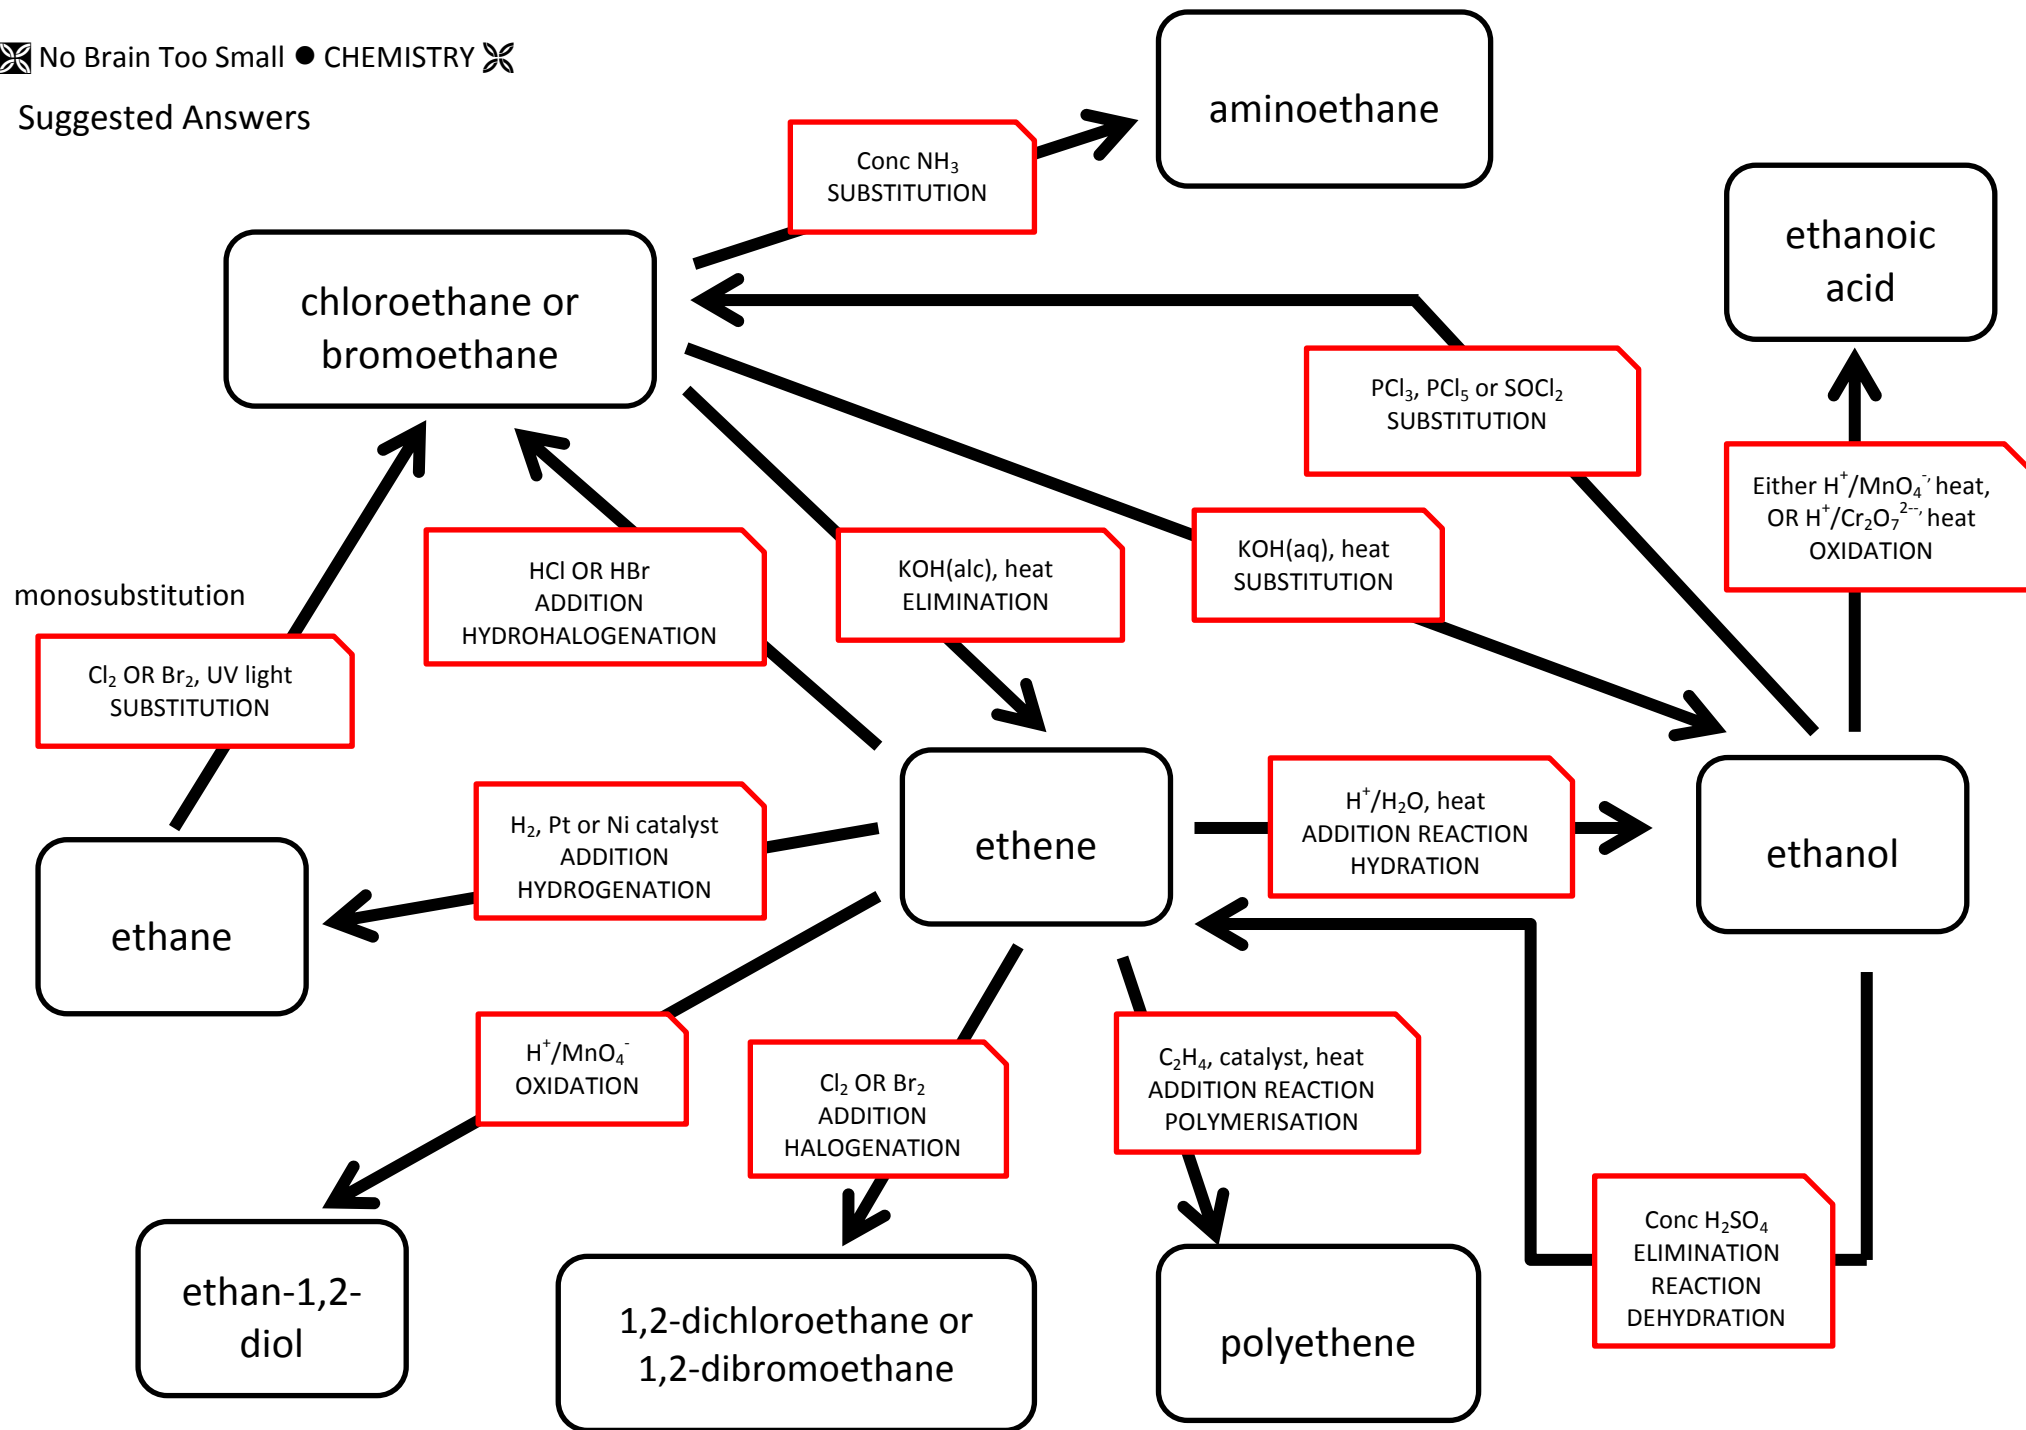 No Brain Too Small ● CHEMISTRY
Suggested Answers
aminoethane
Conc NH₃
SUBSTITUTION
ethanoic
acid
chloroethane or
bromoethane
PCl₃, PCl₅ or SOCl₂
SUBSTITUTION
Either H⁺/MnO₄⁻, heat,
OR H⁺/Cr₂O₇²⁻⁻, heat
OXIDATION
HCl OR HBr
ADDITION
HYDROHALOGENATION
KOH(alc), heat
ELIMINATION
KOH(aq), heat
SUBSTITUTION
monosubstitution
Cl₂ OR Br₂, UV light
SUBSTITUTION
H₂, Pt or Ni catalyst
ADDITION
HYDROGENATION
ethene
H⁺/H₂O, heat
ADDITION REACTION
HYDRATION
ethanol
ethane
H⁺/MnO₄⁻
OXIDATION
Cl₂ OR Br₂
ADDITION
HALOGENATION
C₂H₄, catalyst, heat
ADDITION REACTION
POLYMERISATION
Conc H₂SO₄
ELIMINATION
REACTION
DEHYDRATION
ethan-1,2-
diol
1,2-dichloroethane or
1,2-dibromoethane
polyethene